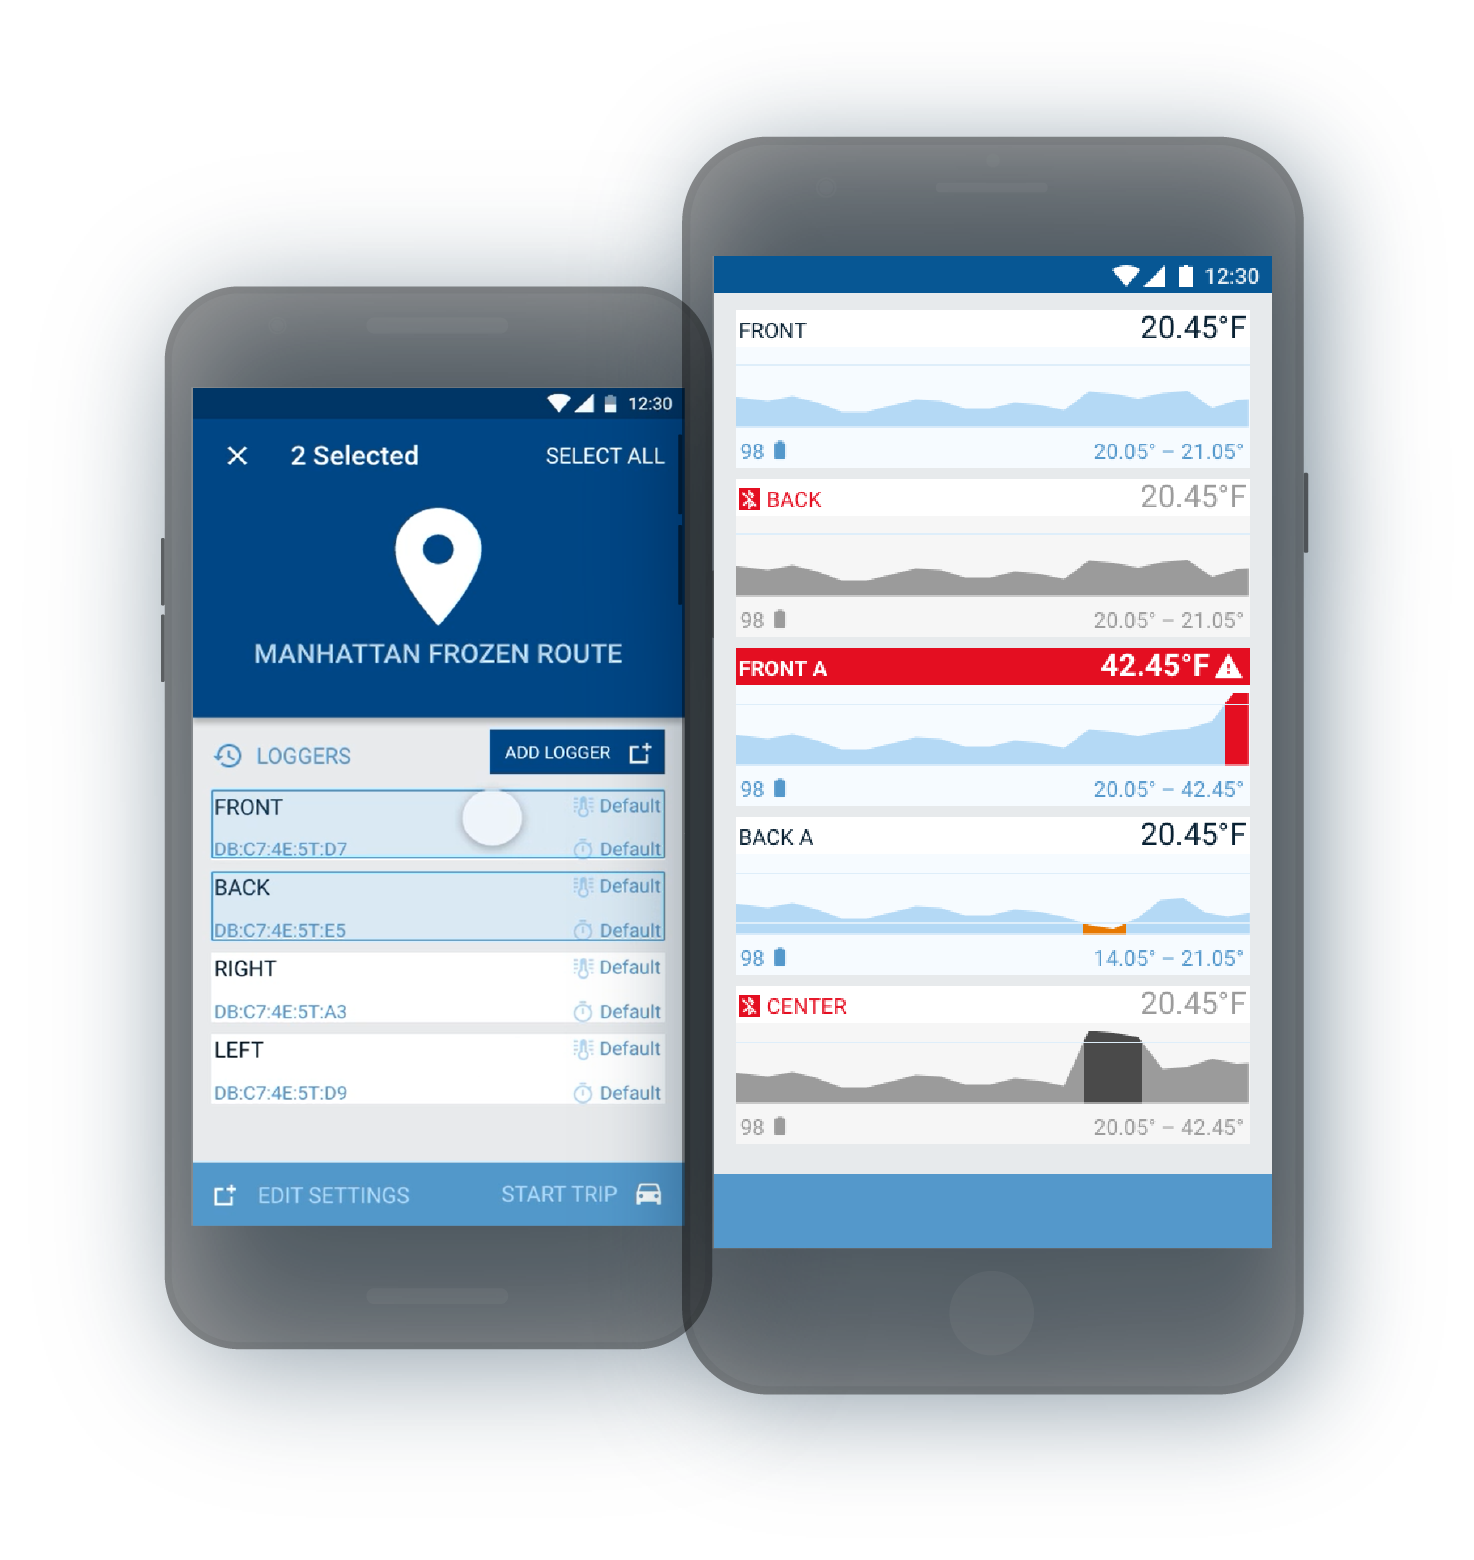 12:30
2 Selected SELECT ALL
MANHATTAN FROZEN ROUTE
LOGGERS ADD LOGGER
FRONT Default
DB:C7:4E:5T:D7 Default
BACK Default
DB:C7:4E:5T:E5 Default
RIGHT Default
DB:C7:4E:5T:A3 Default
LEFT Default
DB:C7:4E:5T:D9 Default
EDIT SETTINGS START TRIP
12:30
FRONT 20.45°F
98 20.05° – 21.05°
BACK 20.45°F
98 20.05° – 21.05°
FRONT A 42.45°F
98 20.05° – 42.45°
BACK A 20.45°F
98 14.05° – 21.05°
CENTER 20.45°F
98 20.05° – 42.45°